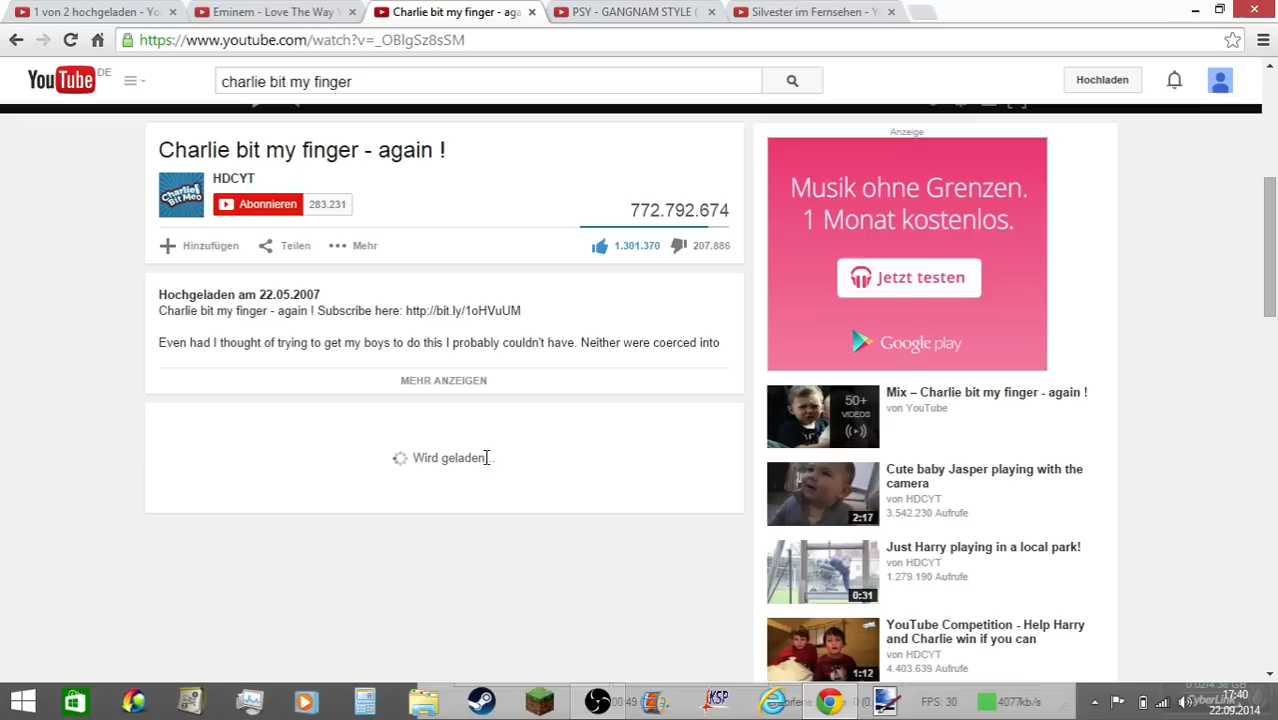 1 von 2 hochgeladen - Yo
Eminem - Love The Way
Charlie bit my finger - aga
PSY - GANGNAM STYLE (
Silvester im Fernsehen - Y
https://www.youtube.com/watch?v=_OBlgSz8sSM
YouTube DE
charlie bit my finger
Hochladen
Charlie bit my finger - again !
HDCYT
Charlie Bit Me!
Abonnieren 283.231
772.792.674
Hinzufügen Teilen Mehr
1.301.370 207.886
Hochgeladen am 22.05.2007
Charlie bit my finger - again ! Subscribe here: http://bit.ly/1oHVuUM
Even had I thought of trying to get my boys to do this I probably couldn't have. Neither were coerced into
MEHR ANZEIGEN
Wird geladen...
Anzeige
Musik ohne Grenzen.
1 Monat kostenlos.
Jetzt testen
Google play
50+
VIDEOS
Mix – Charlie bit my finger - again !
von YouTube
2:17
Cute baby Jasper playing with the
camera
von HDCYT
3.542.230 Aufrufe
0:31
Just Harry playing in a local park!
von HDCYT
1.279.190 Aufrufe
1:12
YouTube Competition - Help Harry
and Charlie win if you can
von HDCYT
4.403.639 Aufrufe
KSP
FPS: 30
4077kb/s
17:40
22.09.2014
CyberLink